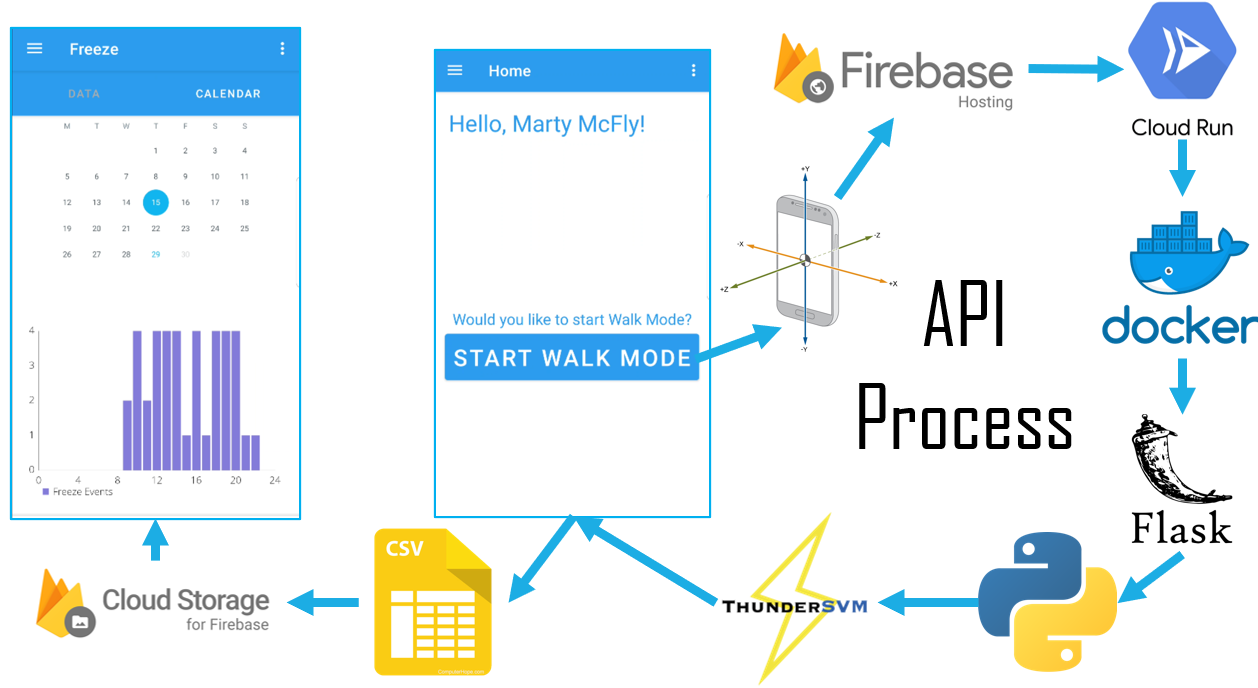 Freeze
DATA CALENDAR
M T W T F S S
1 2 3 4
5 6 7 8 9 10 11
12 13 14 15 16 17 18
19 20 21 22 23 24 25
26 27 28 29 30
4
3
2
1
0
0 4 8 12 16 20 24
Freeze Events
Home
Hello, Marty McFly!
Would you like to start Walk Mode?
START WALK MODE
+Y
-X
-Z
+Z
+X
-Y
Firebase
Hosting
Cloud Run
docker
Flask
API
Process
THUNDERSVM
CSV
Cloud Storage
for Firebase